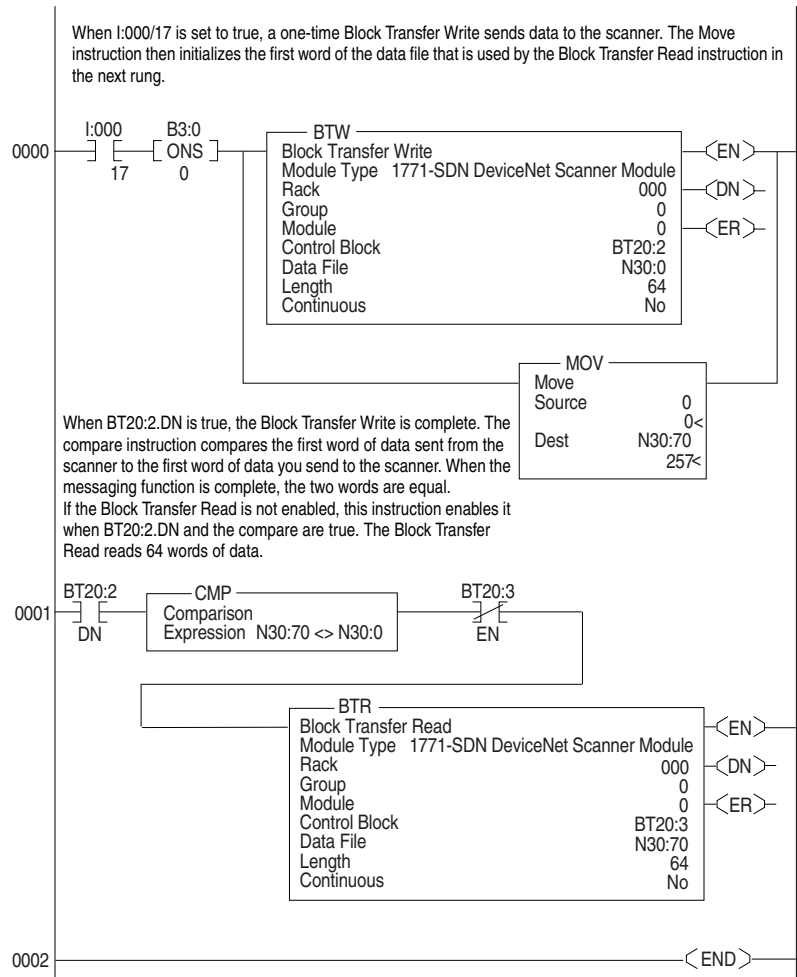 When I:000/17 is set to true, a one-time Block Transfer Write sends data to the scanner. The Move
instruction then initializes the first word of the data file that is used by the Block Transfer Read instruction in
the next rung.
I:000 B3:0
0000 ONS
17 0
BTW
Block Transfer Write
Module Type 1771-SDN DeviceNet Scanner Module
Rack 000
Group 0
Module 0
Control Block BT20:2
Data File N30:0
Length 64
Continuous No
EN
DN
ER
MOV
Move
Source 0
0<
Dest N30:70
257<
When BT20:2.DN is true, the Block Transfer Write is complete. The
compare instruction compares the first word of data sent from the
scanner to the first word of data you send to the scanner. When the
messaging function is complete, the two words are equal.
If the Block Transfer Read is not enabled, this instruction enables it
when BT20:2.DN and the compare are true. The Block Transfer
Read reads 64 words of data.
0001
BT20:2
DN
CMP
Comparison
Expression N30:70 <> N30:0
BT20:3
EN
BTR
Block Transfer Read
Module Type 1771-SDN DeviceNet Scanner Module
Rack 000
Group 0
Module 0
Control Block BT20:3
Data File N30:70
Length 64
Continuous No
EN
DN
ER
0002 END